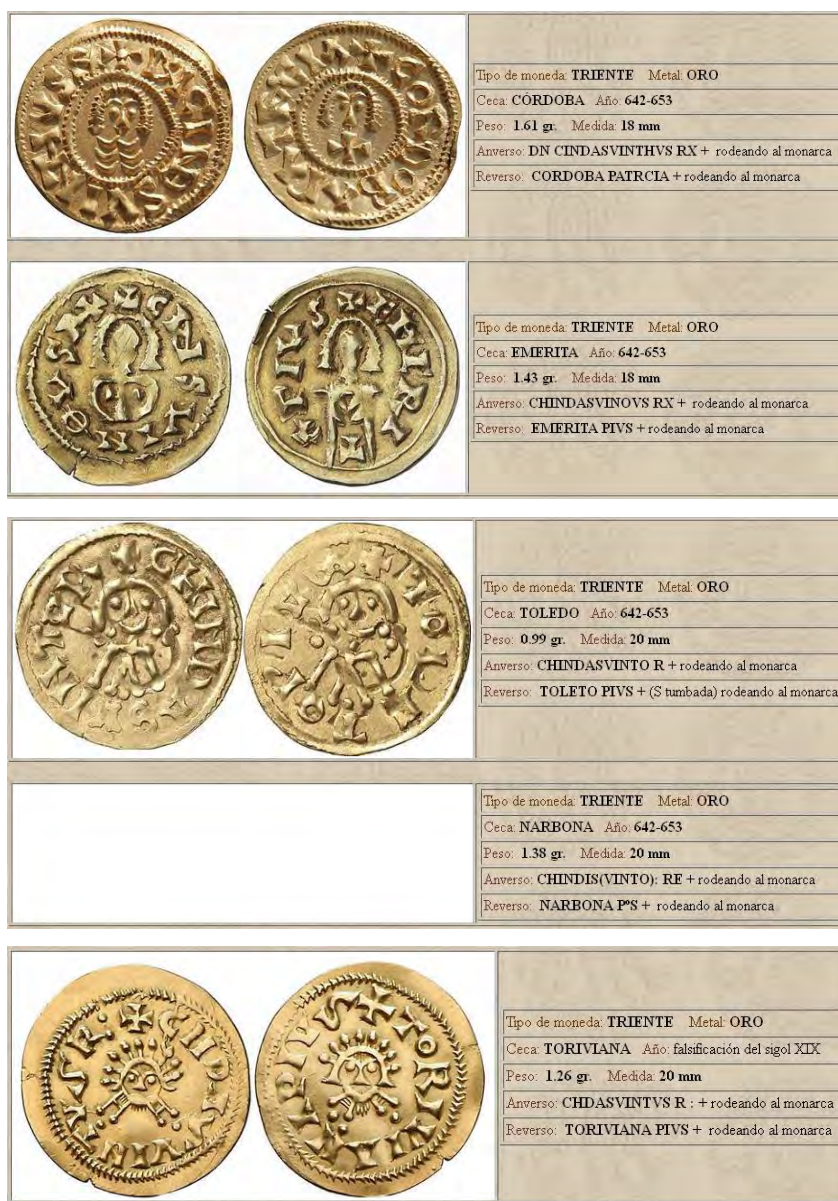 Tipo de moneda: TRIENTE Metal: ORO
Ceca: CÓRDOBA Año: 642-653
Peso: 1.61 gr. Medida: 18 mm
Anverso: DN CINDASVINTHVS RX + rodeando al monarca
Reverso: CORDOBA PATRCIA + rodeando al monarca
Tipo de moneda: TRIENTE Metal: ORO
Ceca: EMERITA Año: 642-653
Peso: 1.43 gr. Medida: 18 mm
Anverso: CHINDASVINOVS RX + rodeando al monarca
Reverso: EMERITA PIVS + rodeando al monarca
Tipo de moneda: TRIENTE Metal: ORO
Ceca: TOLEDO Año: 642-653
Peso: 0.99 gr. Medida: 20 mm
Anverso: CHINDASVINTO R + rodeando al monarca
Reverso: TOLETO PIVS + (S tumbada) rodeando al monarca
Tipo de moneda: TRIENTE Metal: ORO
Ceca: NARBONA Año: 642-653
Peso: 1.38 gr. Medida: 20 mm
Anverso: CHINDIS(VINTO): RE + rodeando al monarca
Reverso: NARBONA PºS + rodeando al monarca
Tipo de moneda: TRIENTE Metal: ORO
Ceca: TORIVIANA Año: falsificación del sigol XIX
Peso: 1.26 gr. Medida: 20 mm
Anverso: CHDASVINTVS R : + rodeando al monarca
Reverso: TORIVIANA PIVS + rodeando al monarca